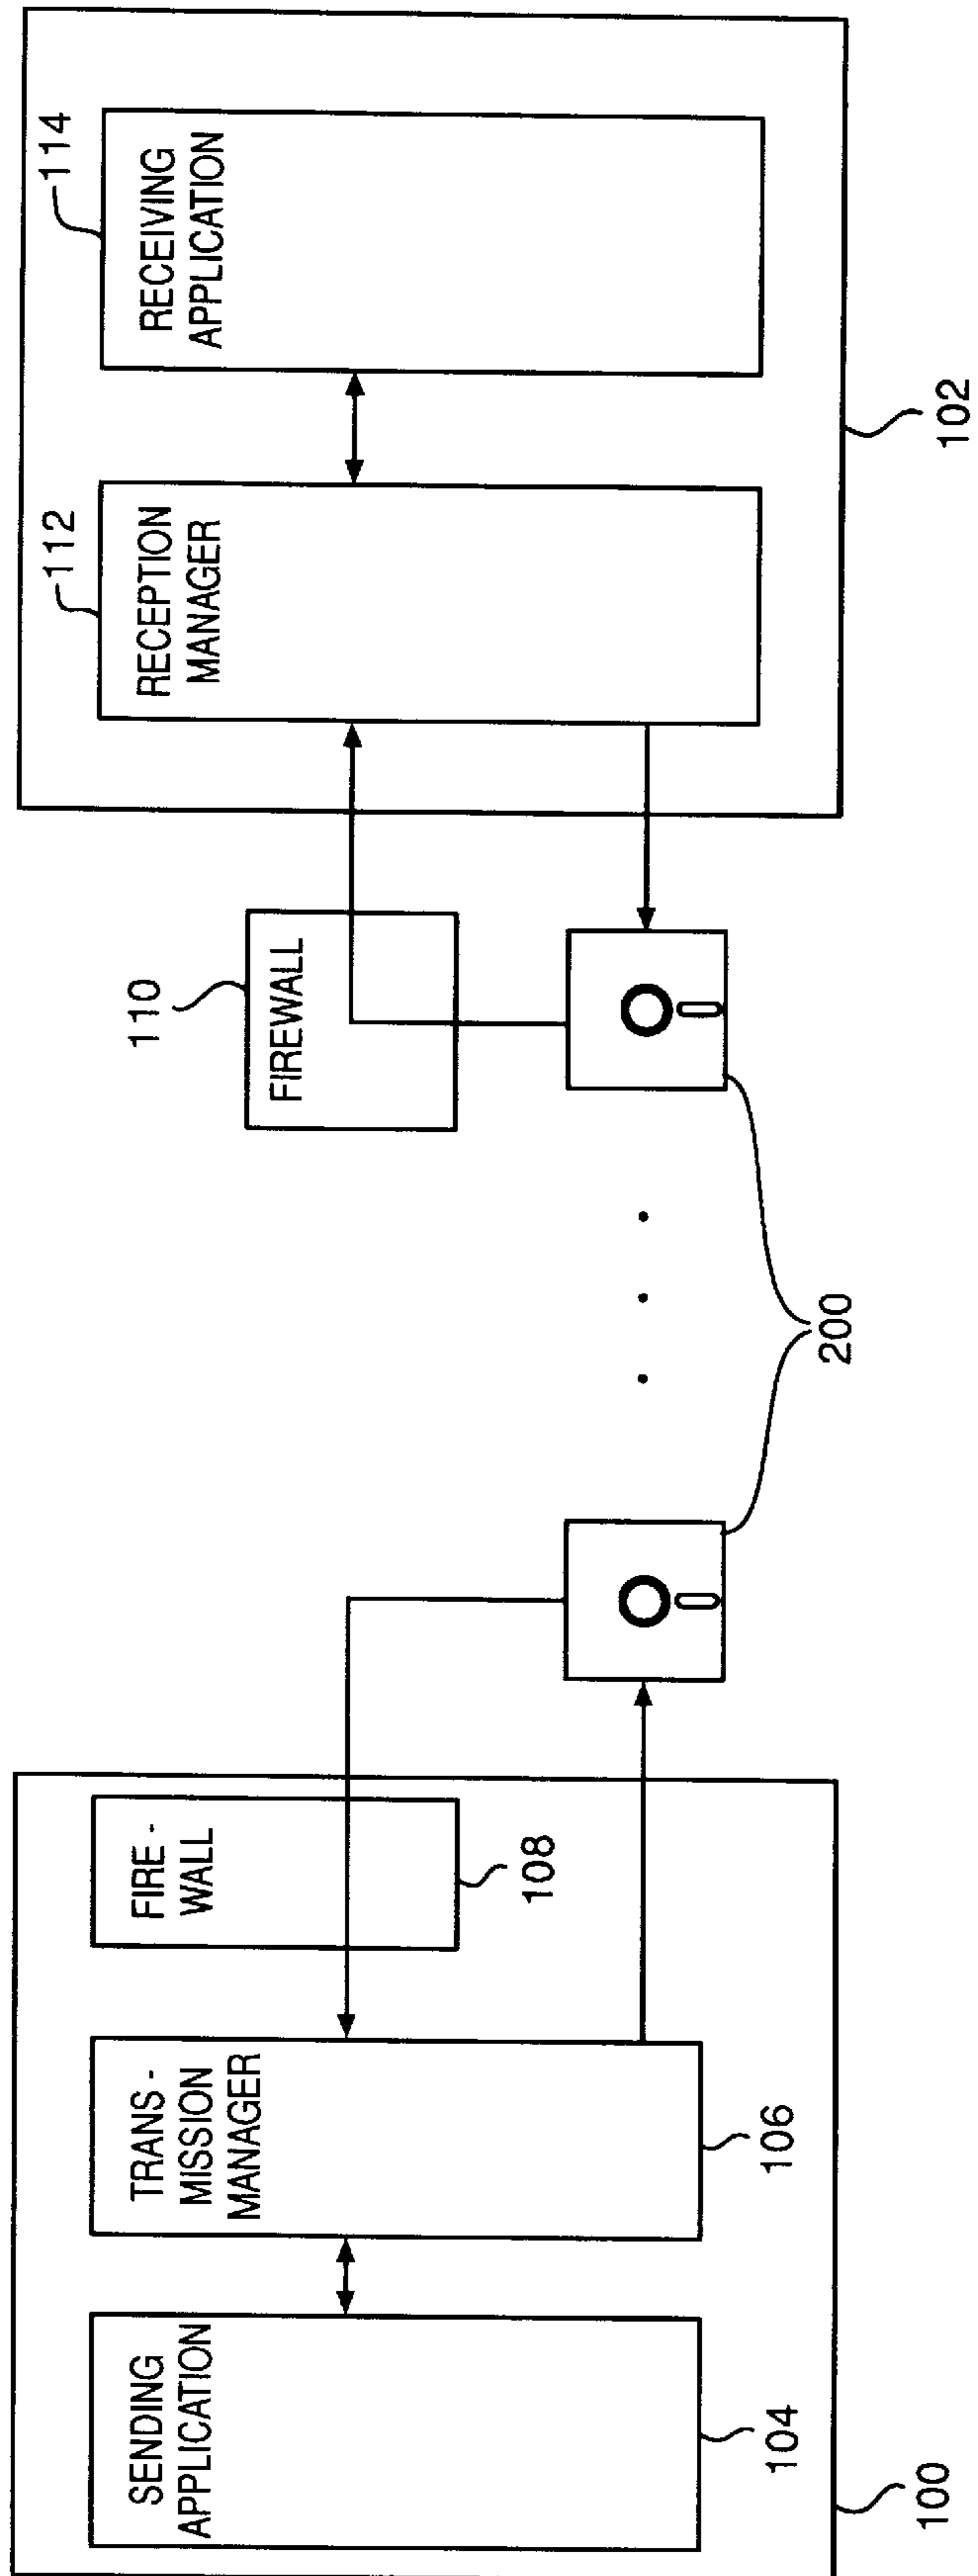 SENDING
APPLICATION
104
TRANS -
MISSION
MANAGER
106
FIRE -
WALL
108
100
200
FIREWALL
110
RECEPTION
MANAGER
112
RECEIVING
APPLICATION
114
102